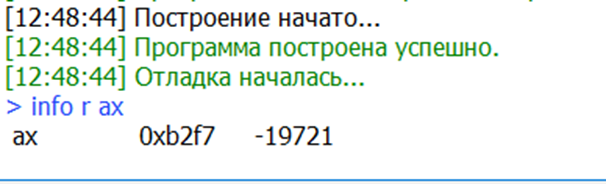 [12:48:44] Построение начато...
[12:48:44] Программа построена успешно.
[12:48:44] Отладка началась...
> info r ax
ax 0xb2f7 -19721